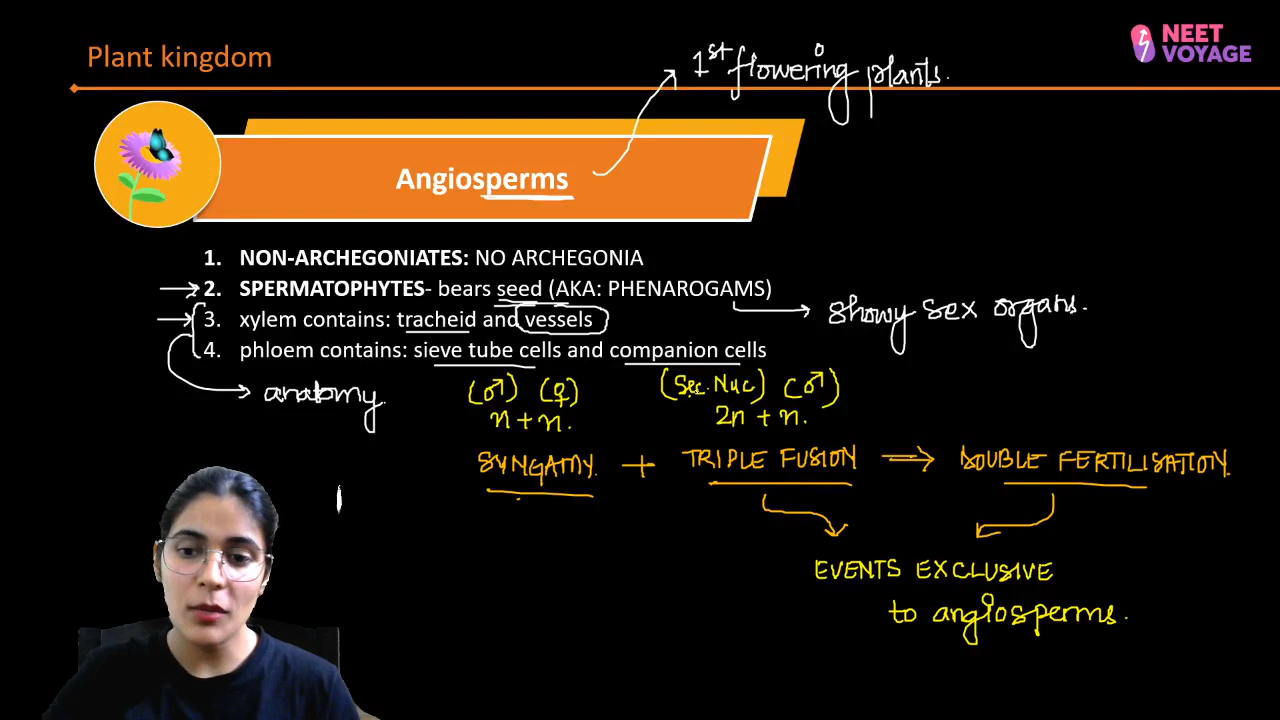 Plant kingdom
NEET
VOYAGE
1st flowering plants.
Angiosperms
1. NON-ARCHEGONIATES: NO ARCHEGONIA
2. SPERMATOPHYTES- bears seed (AKA: PHENAROGAMS)
showy sex organs.
3. xylem contains: tracheid and vessels
4. phloem contains: sieve tube cells and companion cells
anatomy.
(♂) (♀) (Sec. Nuc) (♂)
n + n. 2n + n.
SYNGAMY. + TRIPLE FUSION ⇒ DOUBLE FERTILISATION.
EVENTS EXCLUSIVE
to angiosperms.